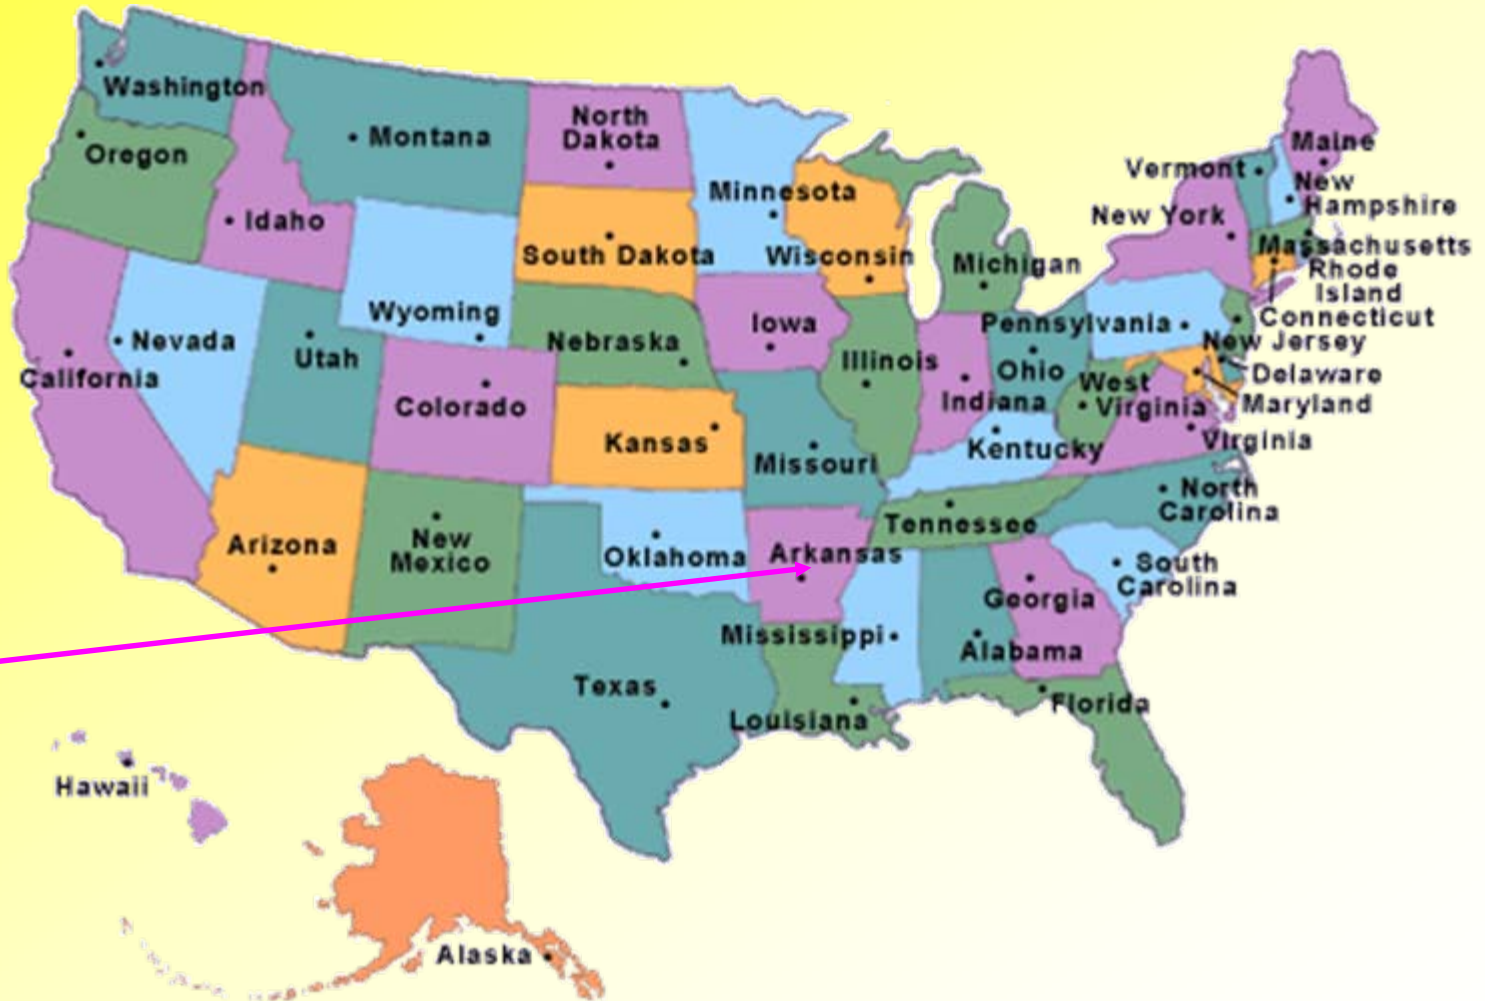 Washington
Oregon
Montana
Idaho
North
Dakota
South Dakota
Minnesota
Wisconsin
Michigan
Maine
Vermont
New
Hampshire
New York
Massachusetts
Rhode
Island
Connecticut
New Jersey
Delaware
Maryland
Pennsylvania
Wyoming
Nebraska
Iowa
Illinois
Indiana
Ohio
West
Virginia
Virginia
Nevada
Utah
California
Colorado
Kansas
Missouri
Kentucky
Tennessee
North
Carolina
South
Carolina
Arizona
New
Mexico
Oklahoma
Arkansas
Georgia
Alabama
Mississippi
Texas
Louisiana
Florida
Hawaii
Alaska